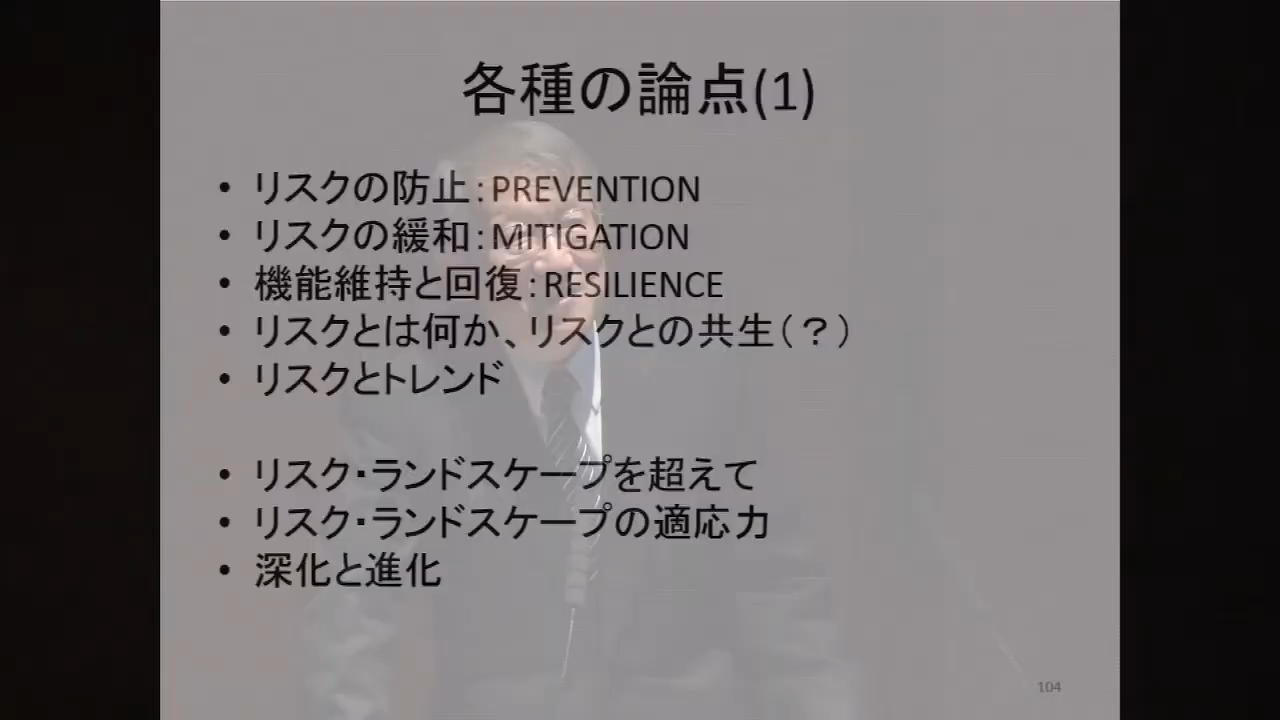 各種の論点(1)
• リスクの防止：PREVENTION
• リスクの緩和：MITIGATION
• 機能維持と回復：RESILIENCE
• リスクとは何か、リスクとの共生（？）
• リスクとトレンド
• リスク・ランドスケープを超えて
• リスク・ランドスケープの適応力
• 深化と進化
104